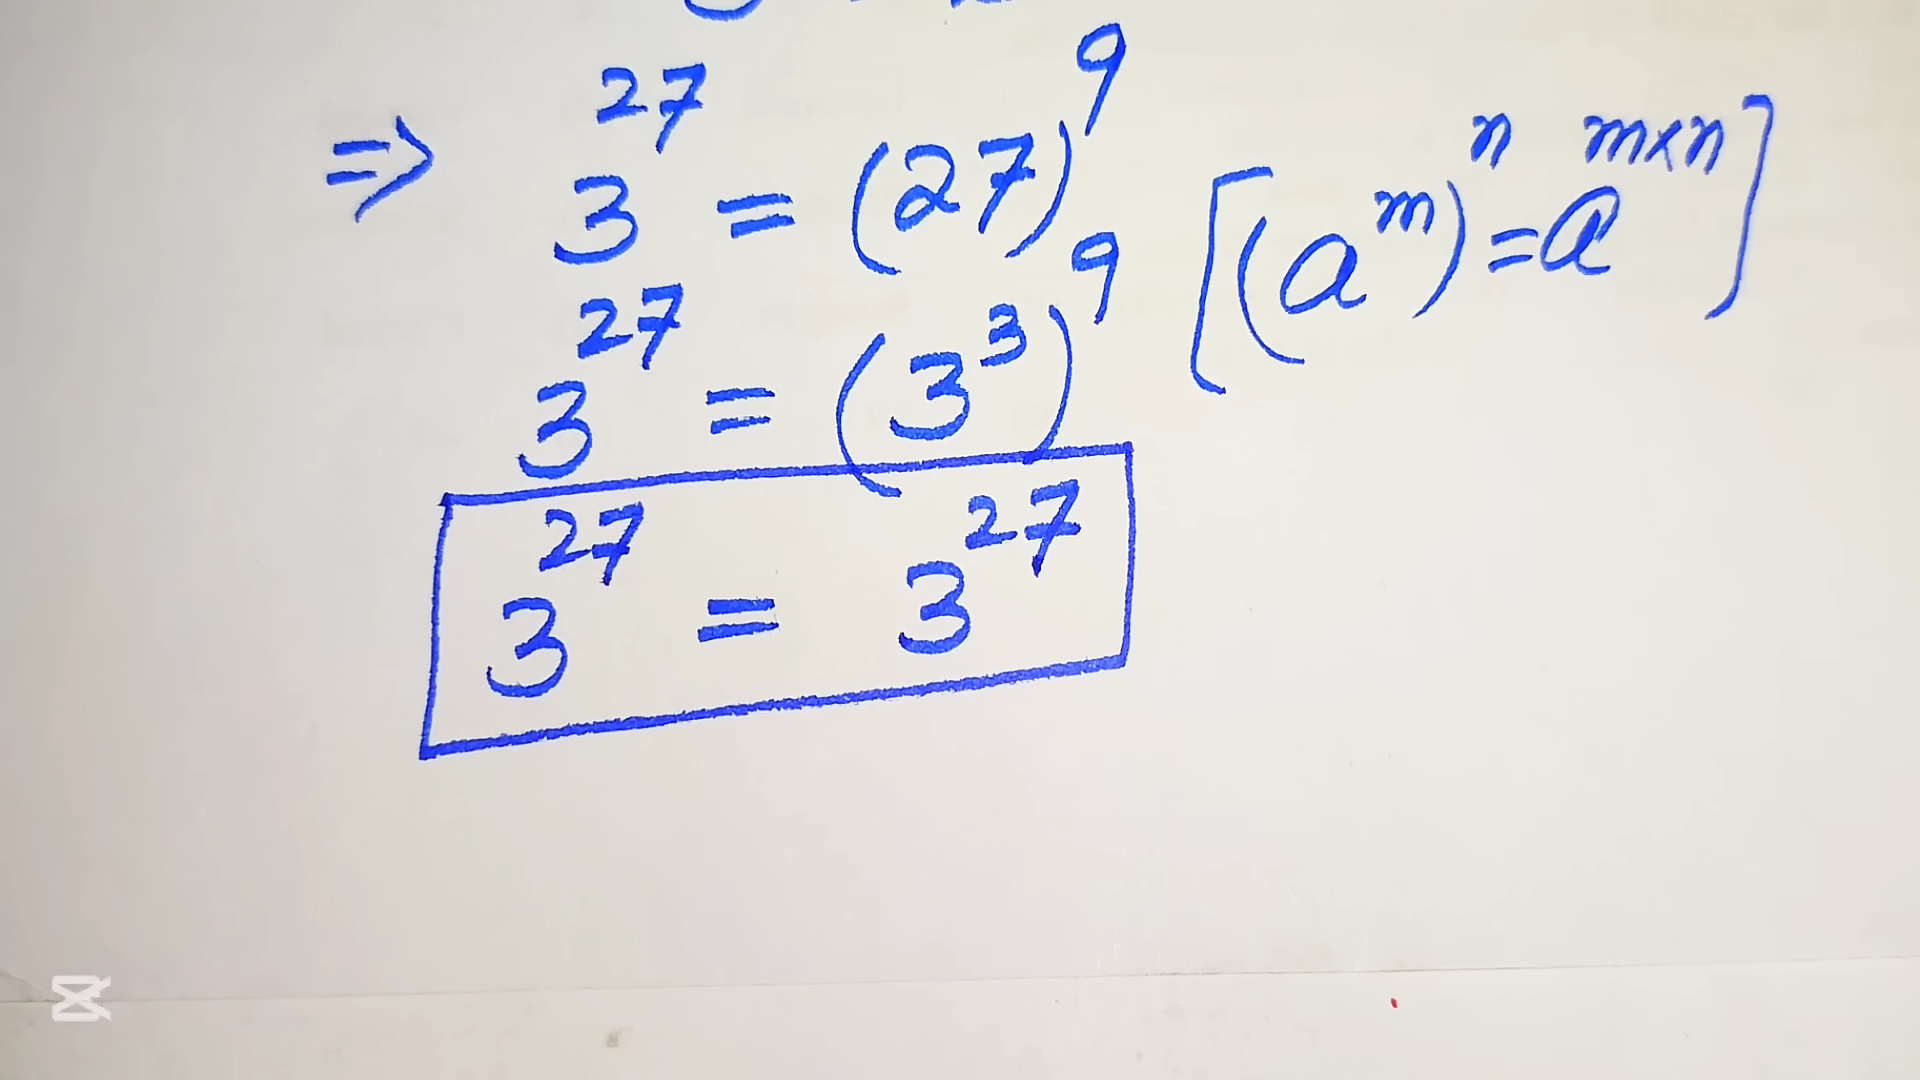 ⇒ 3^27 = (27)^9 [(a^m)^n = a^m×n]
3^27 = (3^3)^9
3^27 = 3^27